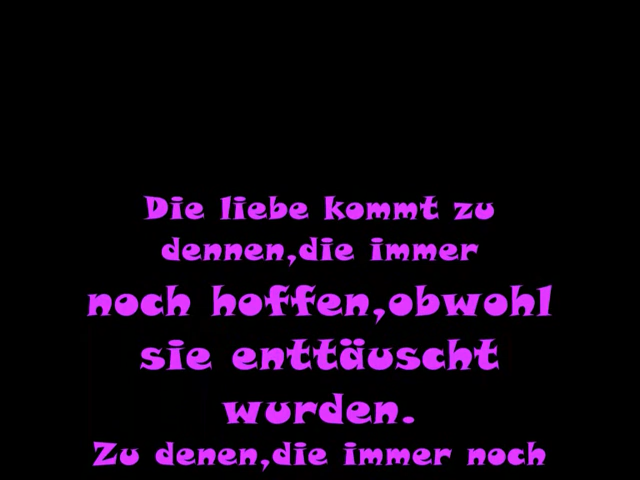 Die liebe kommt zu
dennen,die immer
noch hoffen,obwohl
sie enttäuscht
wurden.
Zu denen,die immer noch